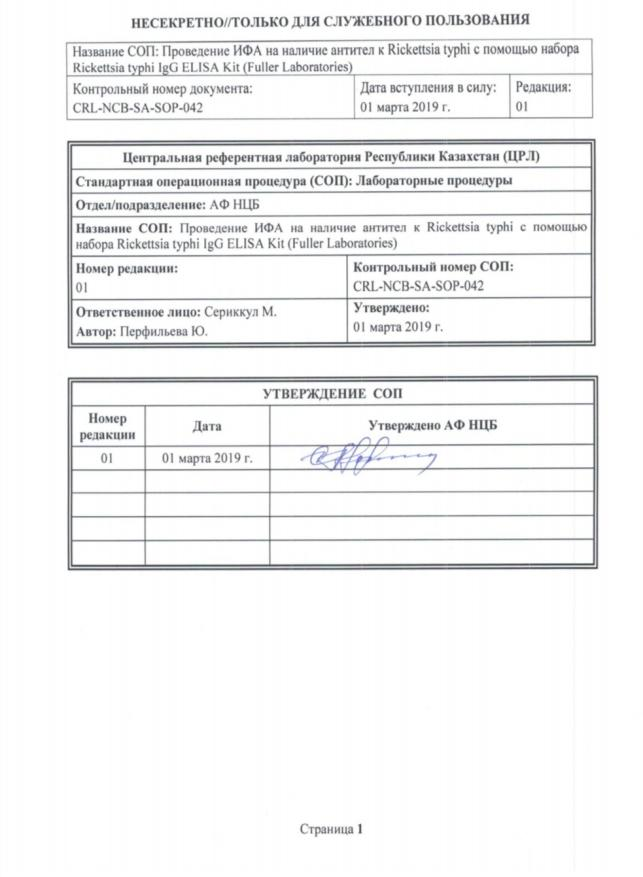 НЕСЕКРЕТНО//ТОЛЬКО ДЛЯ СЛУЖЕБНОГО ПОЛЬЗОВАНИЯ
Название СОП: Проведение ИФА на наличие антител к Rickettsia typhi с помощью набора
Rickettsia typhi IgG ELISA Kit (Fuller Laboratories)
Контрольный номер документа:
CRL-NCB-SA-SOP-042
Дата вступления в силу:
01 марта 2019 г.
Редакция:
01
Центральная референтная лаборатория Республики Казахстан (ЦРЛ)
Стандартная операционная процедура (СОП): Лабораторные процедуры
Отдел/подразделение: АФ НЦБ
Название СОП: Проведение ИФА на наличие антител к Rickettsia typhi с помощью
набора Rickettsia typhi IgG ELISA Kit (Fuller Laboratories)
Номер редакции:
01
Контрольный номер СОП:
CRL-NCB-SA-SOP-042
Ответственное лицо: Сериккул М.
Автор: Перфильева Ю.
Утверждено:
01 марта 2019 г.
УТВЕРЖДЕНИЕ СОП
Номер
редакции
Дата
Утверждено АФ НЦБ
01
01 марта 2019 г.
Страница 1